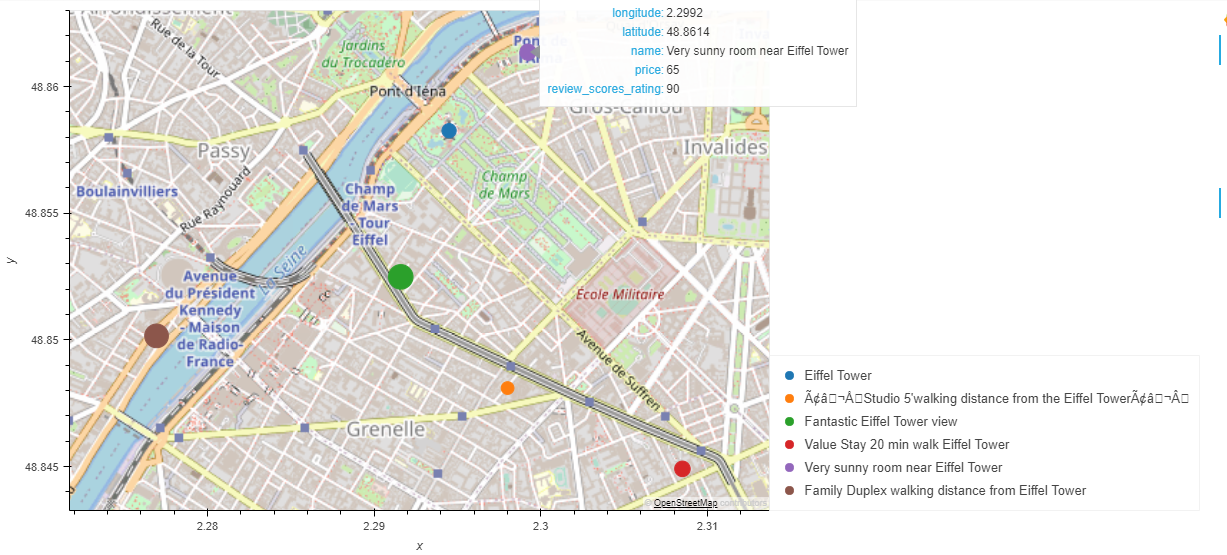 Arrondissement
longitude: 2.2992
latitude: 48.8614
name: Very sunny room near Eiffel Tower
price: 65
review_scores_rating: 90
Rue de la Tour
Jardins
du Trocadéro
Pont d'Iéna
Gros-Caillou
Invalides
Passy
Boulainvilliers
Rue Raynouard
Champ
de Mars
Tour
Eiffel
Champ
de Mars
La Seine
Avenue
du Président
Kennedy
- Maison
de Radio-
France
École Militaire
Avenue de Suffren
Grenelle
48.86
48.855
48.85
48.845
y
2.28
2.29
2.3
2.31
x
© OpenStreetMap contributors
Eiffel Tower
Studio 5'walking distance from the Eiffel Tower
Fantastic Eiffel Tower view
Value Stay 20 min walk Eiffel Tower
Very sunny room near Eiffel Tower
Family Duplex walking distance from Eiffel Tower